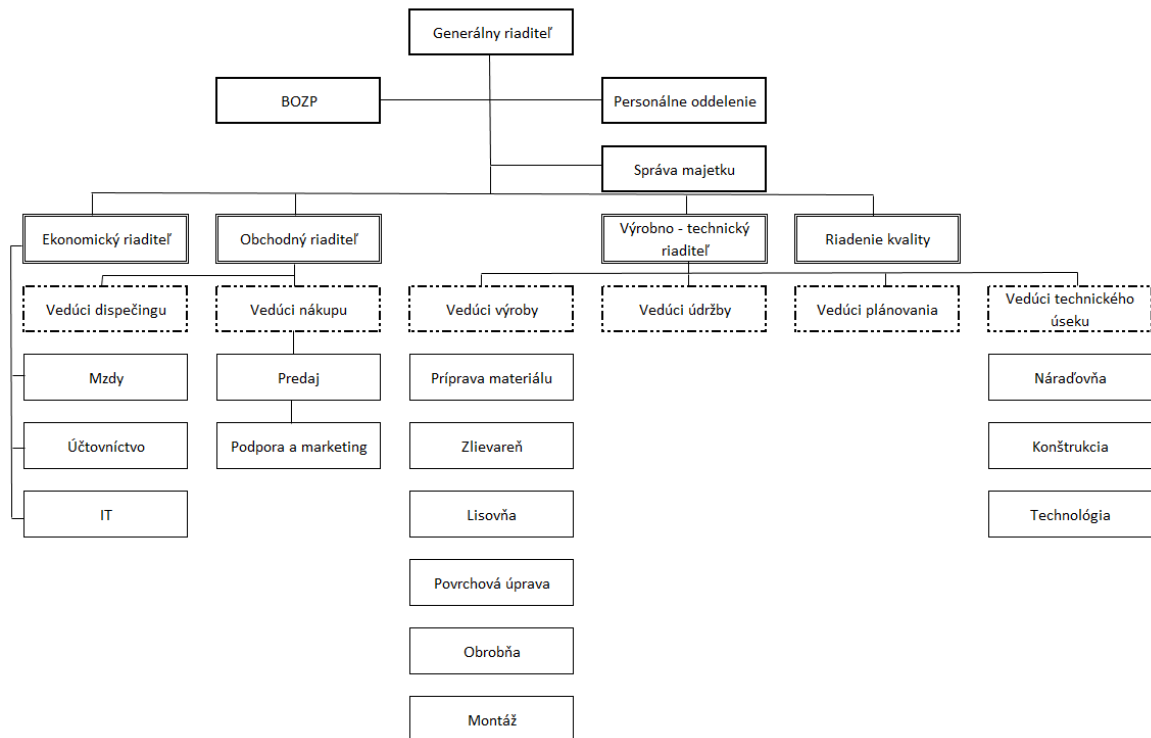 Generálny riaditeľ
BOZP
Personálne oddelenie
Správa majetku
Ekonomický riaditeľ
Obchodný riaditeľ
Výrobno - technický
riaditeľ
Riadenie kvality
Vedúci dispečingu
Vedúci nákupu
Vedúci výroby
Vedúci údržby
Vedúci plánovania
Vedúci technického
úseku
Mzdy
Predaj
Príprava materiálu
Náraďovňa
Účtovníctvo
Podpora a marketing
Zlievareň
Konštrukcia
IT
Lisovňa
Technológia
Povrchová úprava
Obrobňa
Montáž